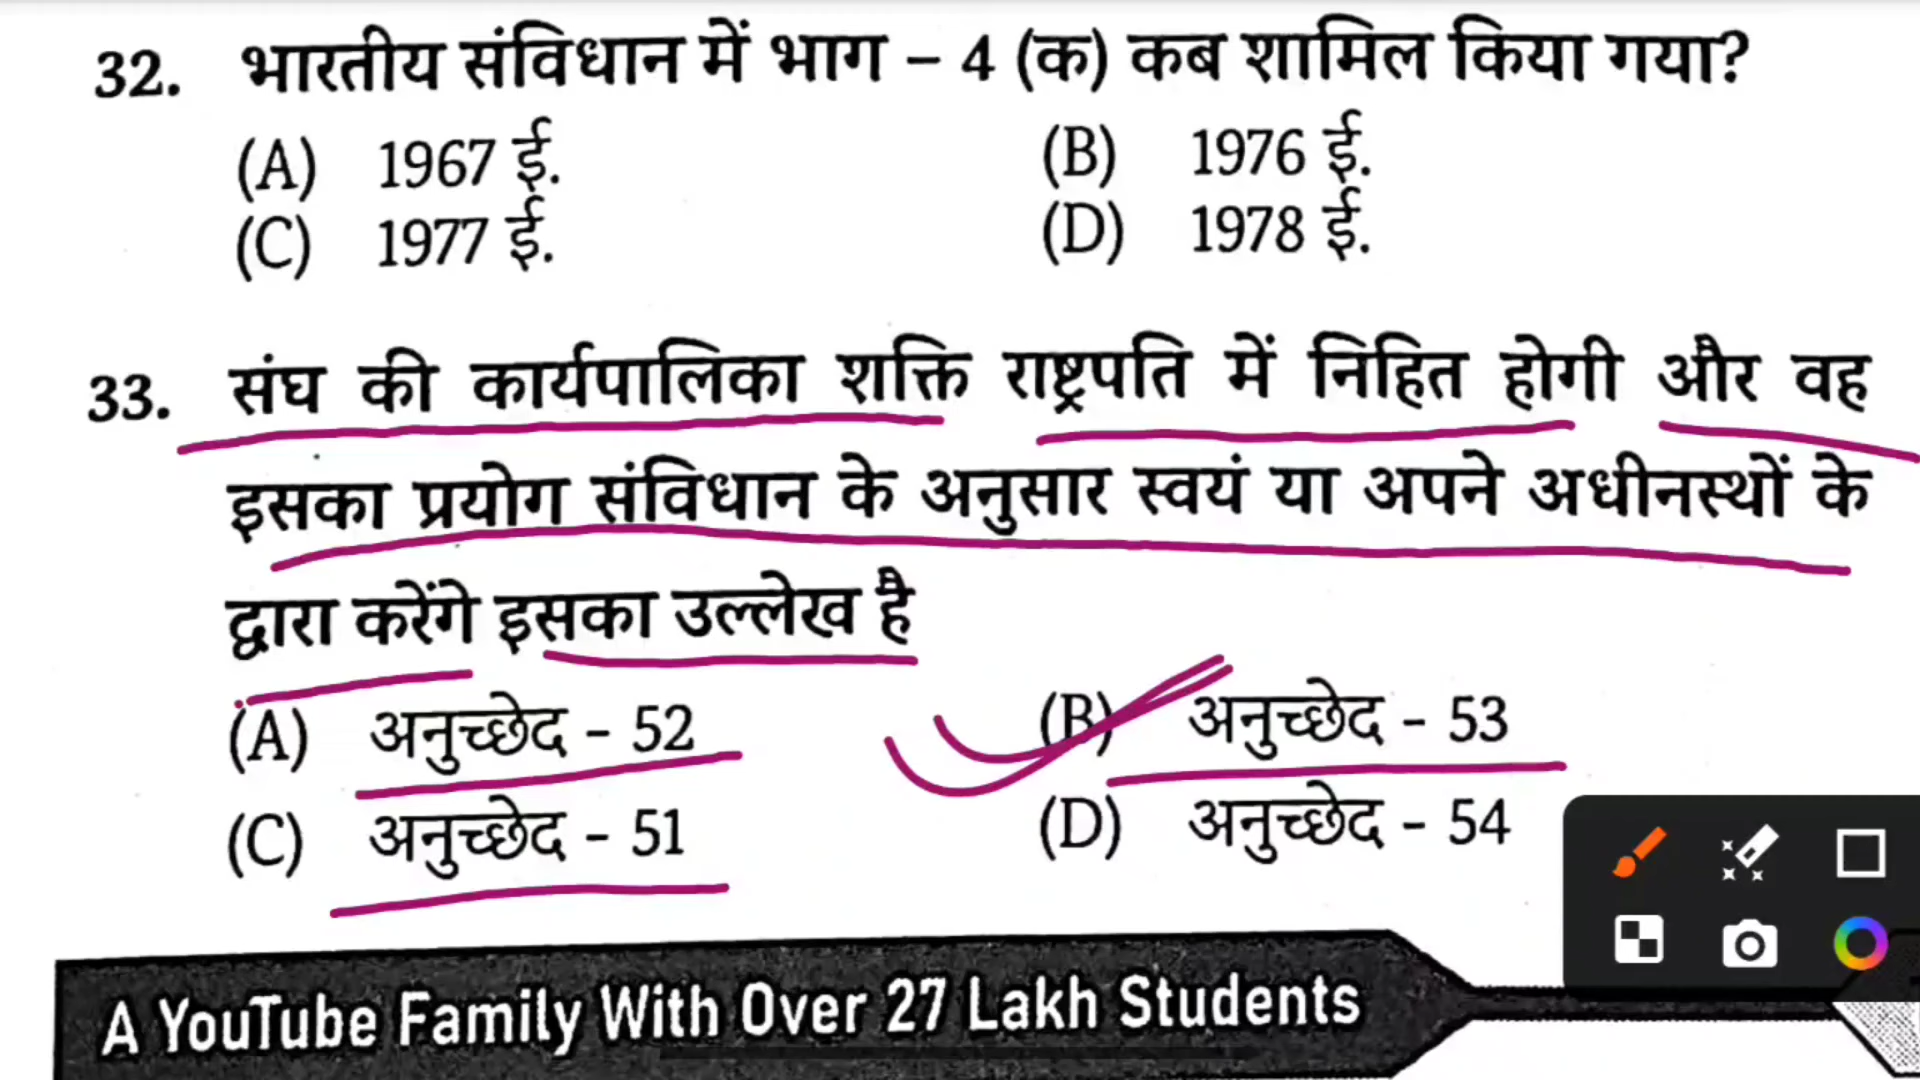 32. भारतीय संविधान में भाग – 4 (क) कब शामिल किया गया?
(A) 1967 ई. (B) 1976 ई.
(C) 1977 ई. (D) 1978 ई.
33. संघ की कार्यपालिका शक्ति राष्ट्रपति में निहित होगी और वह
इसका प्रयोग संविधान के अनुसार स्वयं या अपने अधीनस्थों के
द्वारा करेंगे इसका उल्लेख है
(A) अनुच्छेद – 52 (B) अनुच्छेद – 53
(C) अनुच्छेद – 51 (D) अनुच्छेद – 54
A YouTube Family With Over 27 Lakh Students